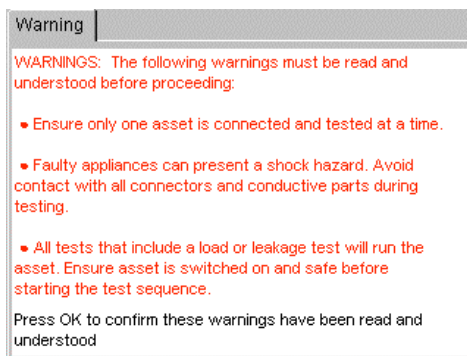 Warning
WARNINGS: The following warnings must be read and
understood before proceeding:
• Ensure only one asset is connected and tested at a time.
• Faulty appliances can present a shock hazard. Avoid
contact with all connectors and conductive parts during
testing.
• All tests that include a load or leakage test will run the
asset. Ensure asset is switched on and safe before
starting the test sequence.
Press OK to confirm these warnings have been read and
understood